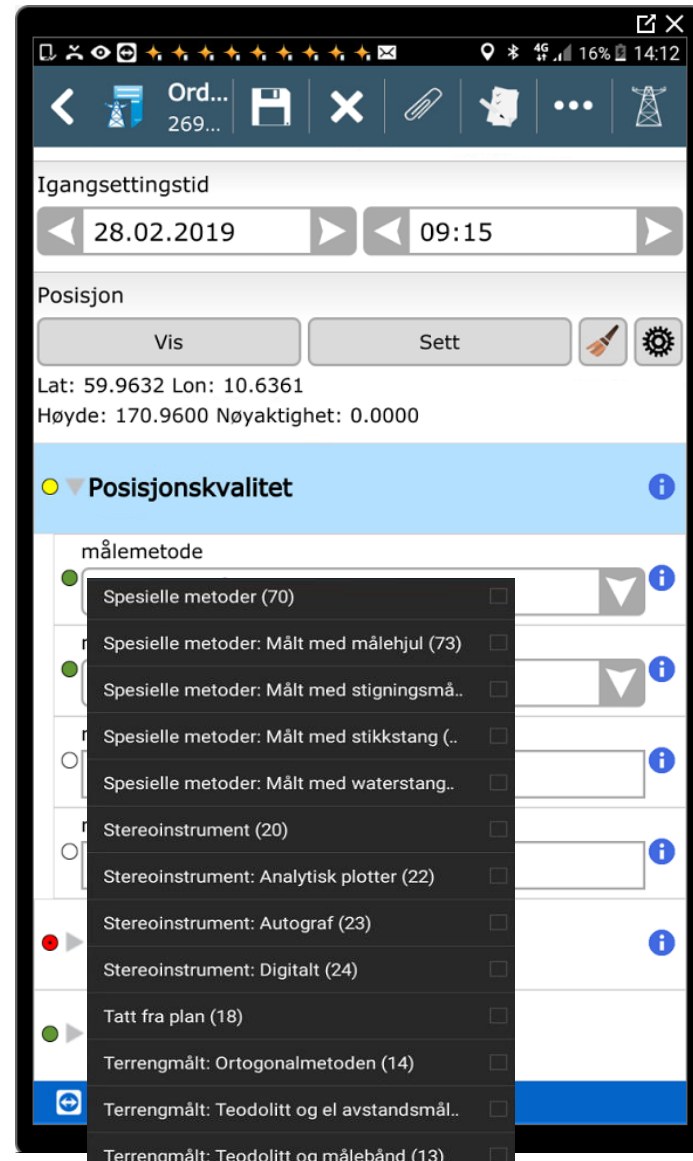 4G 16% 14:12
Ord...
269...
Igangsettingstid
28.02.2019 09:15
Posisjon
Vis Sett
Lat: 59.9632 Lon: 10.6361
Høyde: 170.9600 Nøyaktighet: 0.0000
Posisjonskvalitet
målemetode
Spesielle metoder (70)
Spesielle metoder: Målt med målehjul (73)
Spesielle metoder: Målt med stigningsmå..
Spesielle metoder: Målt med stikkstang (..
Spesielle metoder: Målt med waterstang..
Stereoinstrument (20)
Stereoinstrument: Analytisk plotter (22)
Stereoinstrument: Autograf (23)
Stereoinstrument: Digitalt (24)
Tatt fra plan (18)
Terrengmålt: Ortogonalmetoden (14)
Terrengmålt: Teodolitt og el avstandsmål..
Terrengmålt: Teodolitt og målebånd (13)